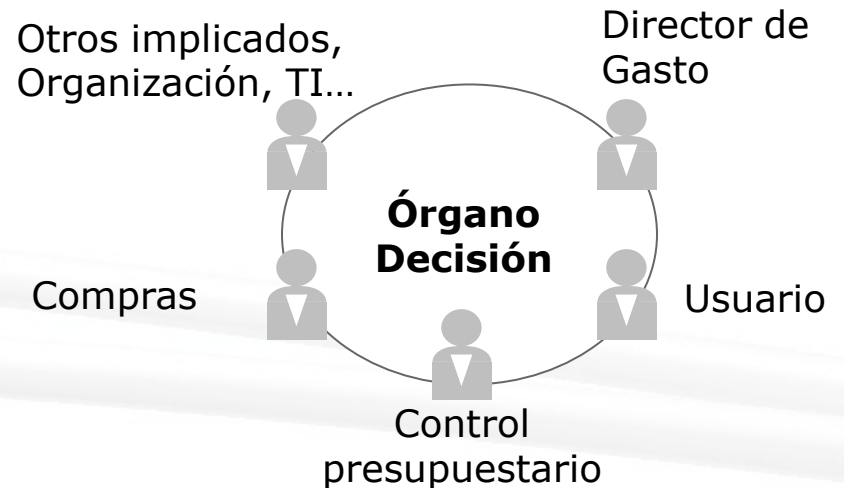 Otros implicados,
Organización, TI…
Director de
Gasto
Órgano
Decisión
Compras
Usuario
Control
presupuestario